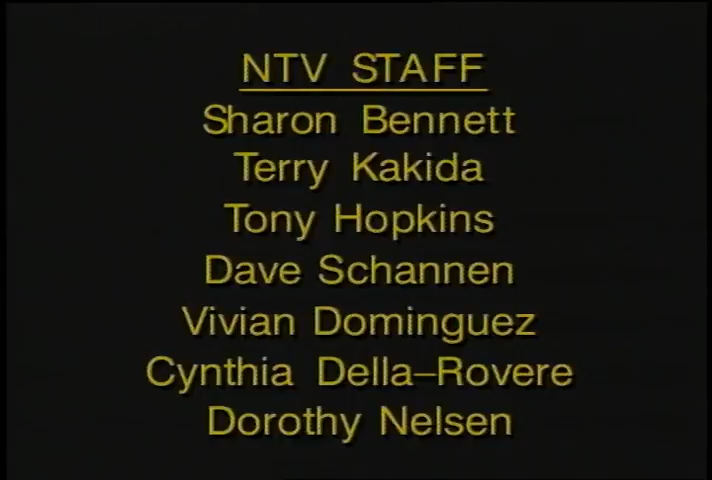 NTV STAFF
Sharon Bennett
Terry Kakida
Tony Hopkins
Dave Schannen
Vivian Dominguez
Cynthia Della–Rovere
Dorothy Nelsen